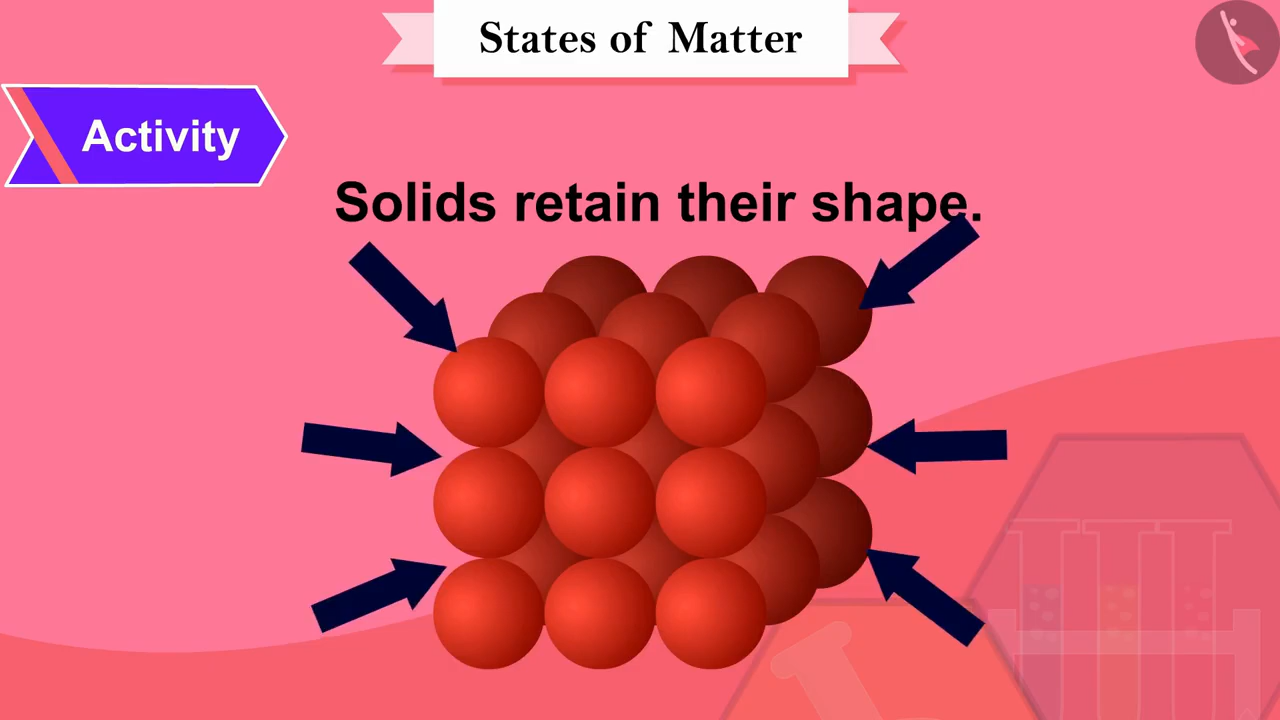 States of Matter
Activity
Solids retain their shape.